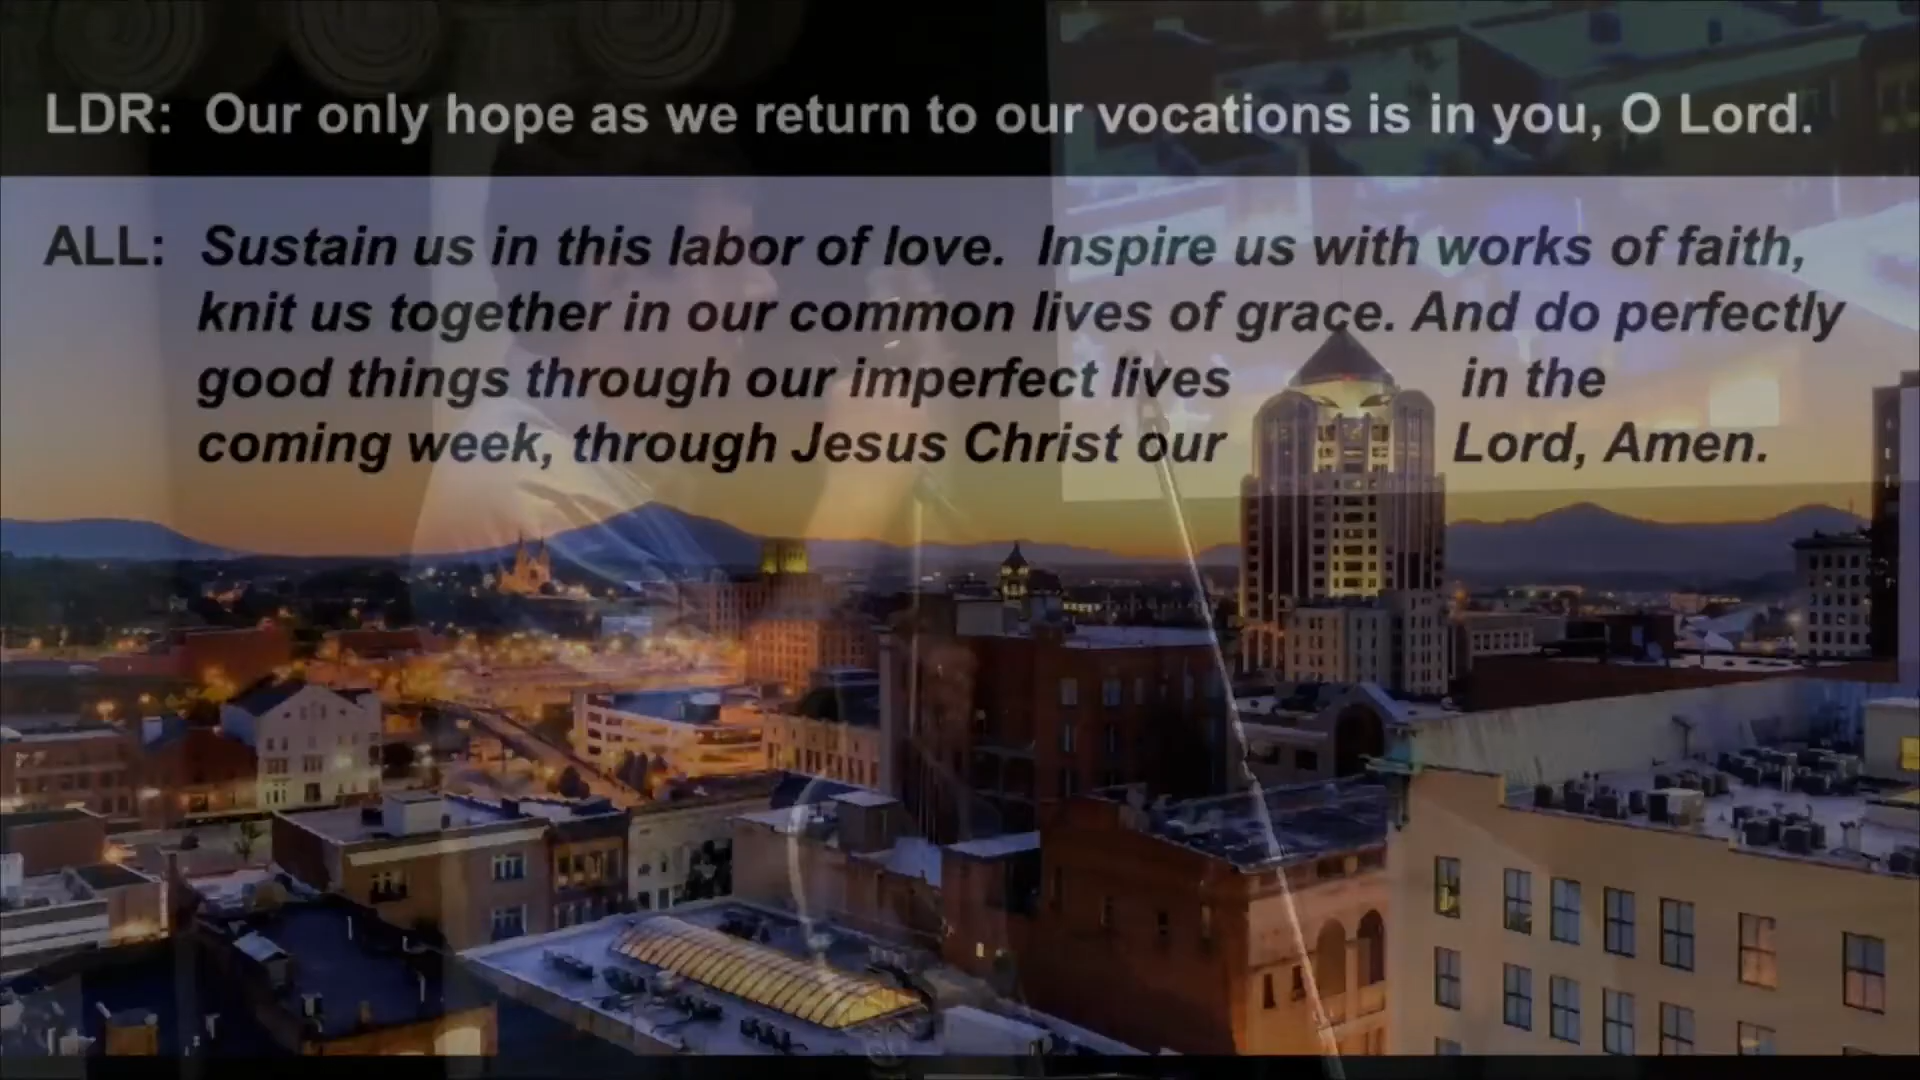 LDR: Our only hope as we return to our vocations is in you, O Lord.
ALL: Sustain us in this labor of love. Inspire us with works of faith,
knit us together in our common lives of grace. And do perfectly
good things through our imperfect lives in the
coming week, through Jesus Christ our Lord, Amen.